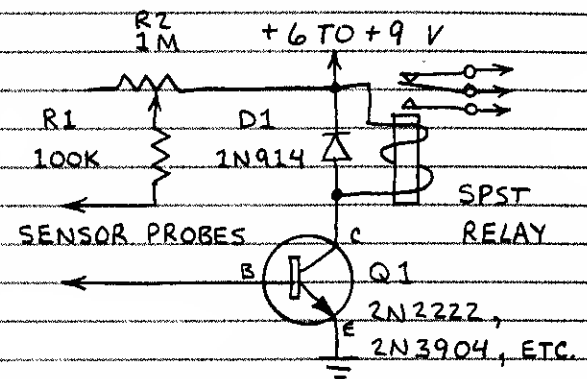 R2
1M
+6 TO +9 V
R1
100K
D1
1N914
SENSOR PROBES
SPST
RELAY
C
B
E
Q1
2N2222,
2N3904, ETC.